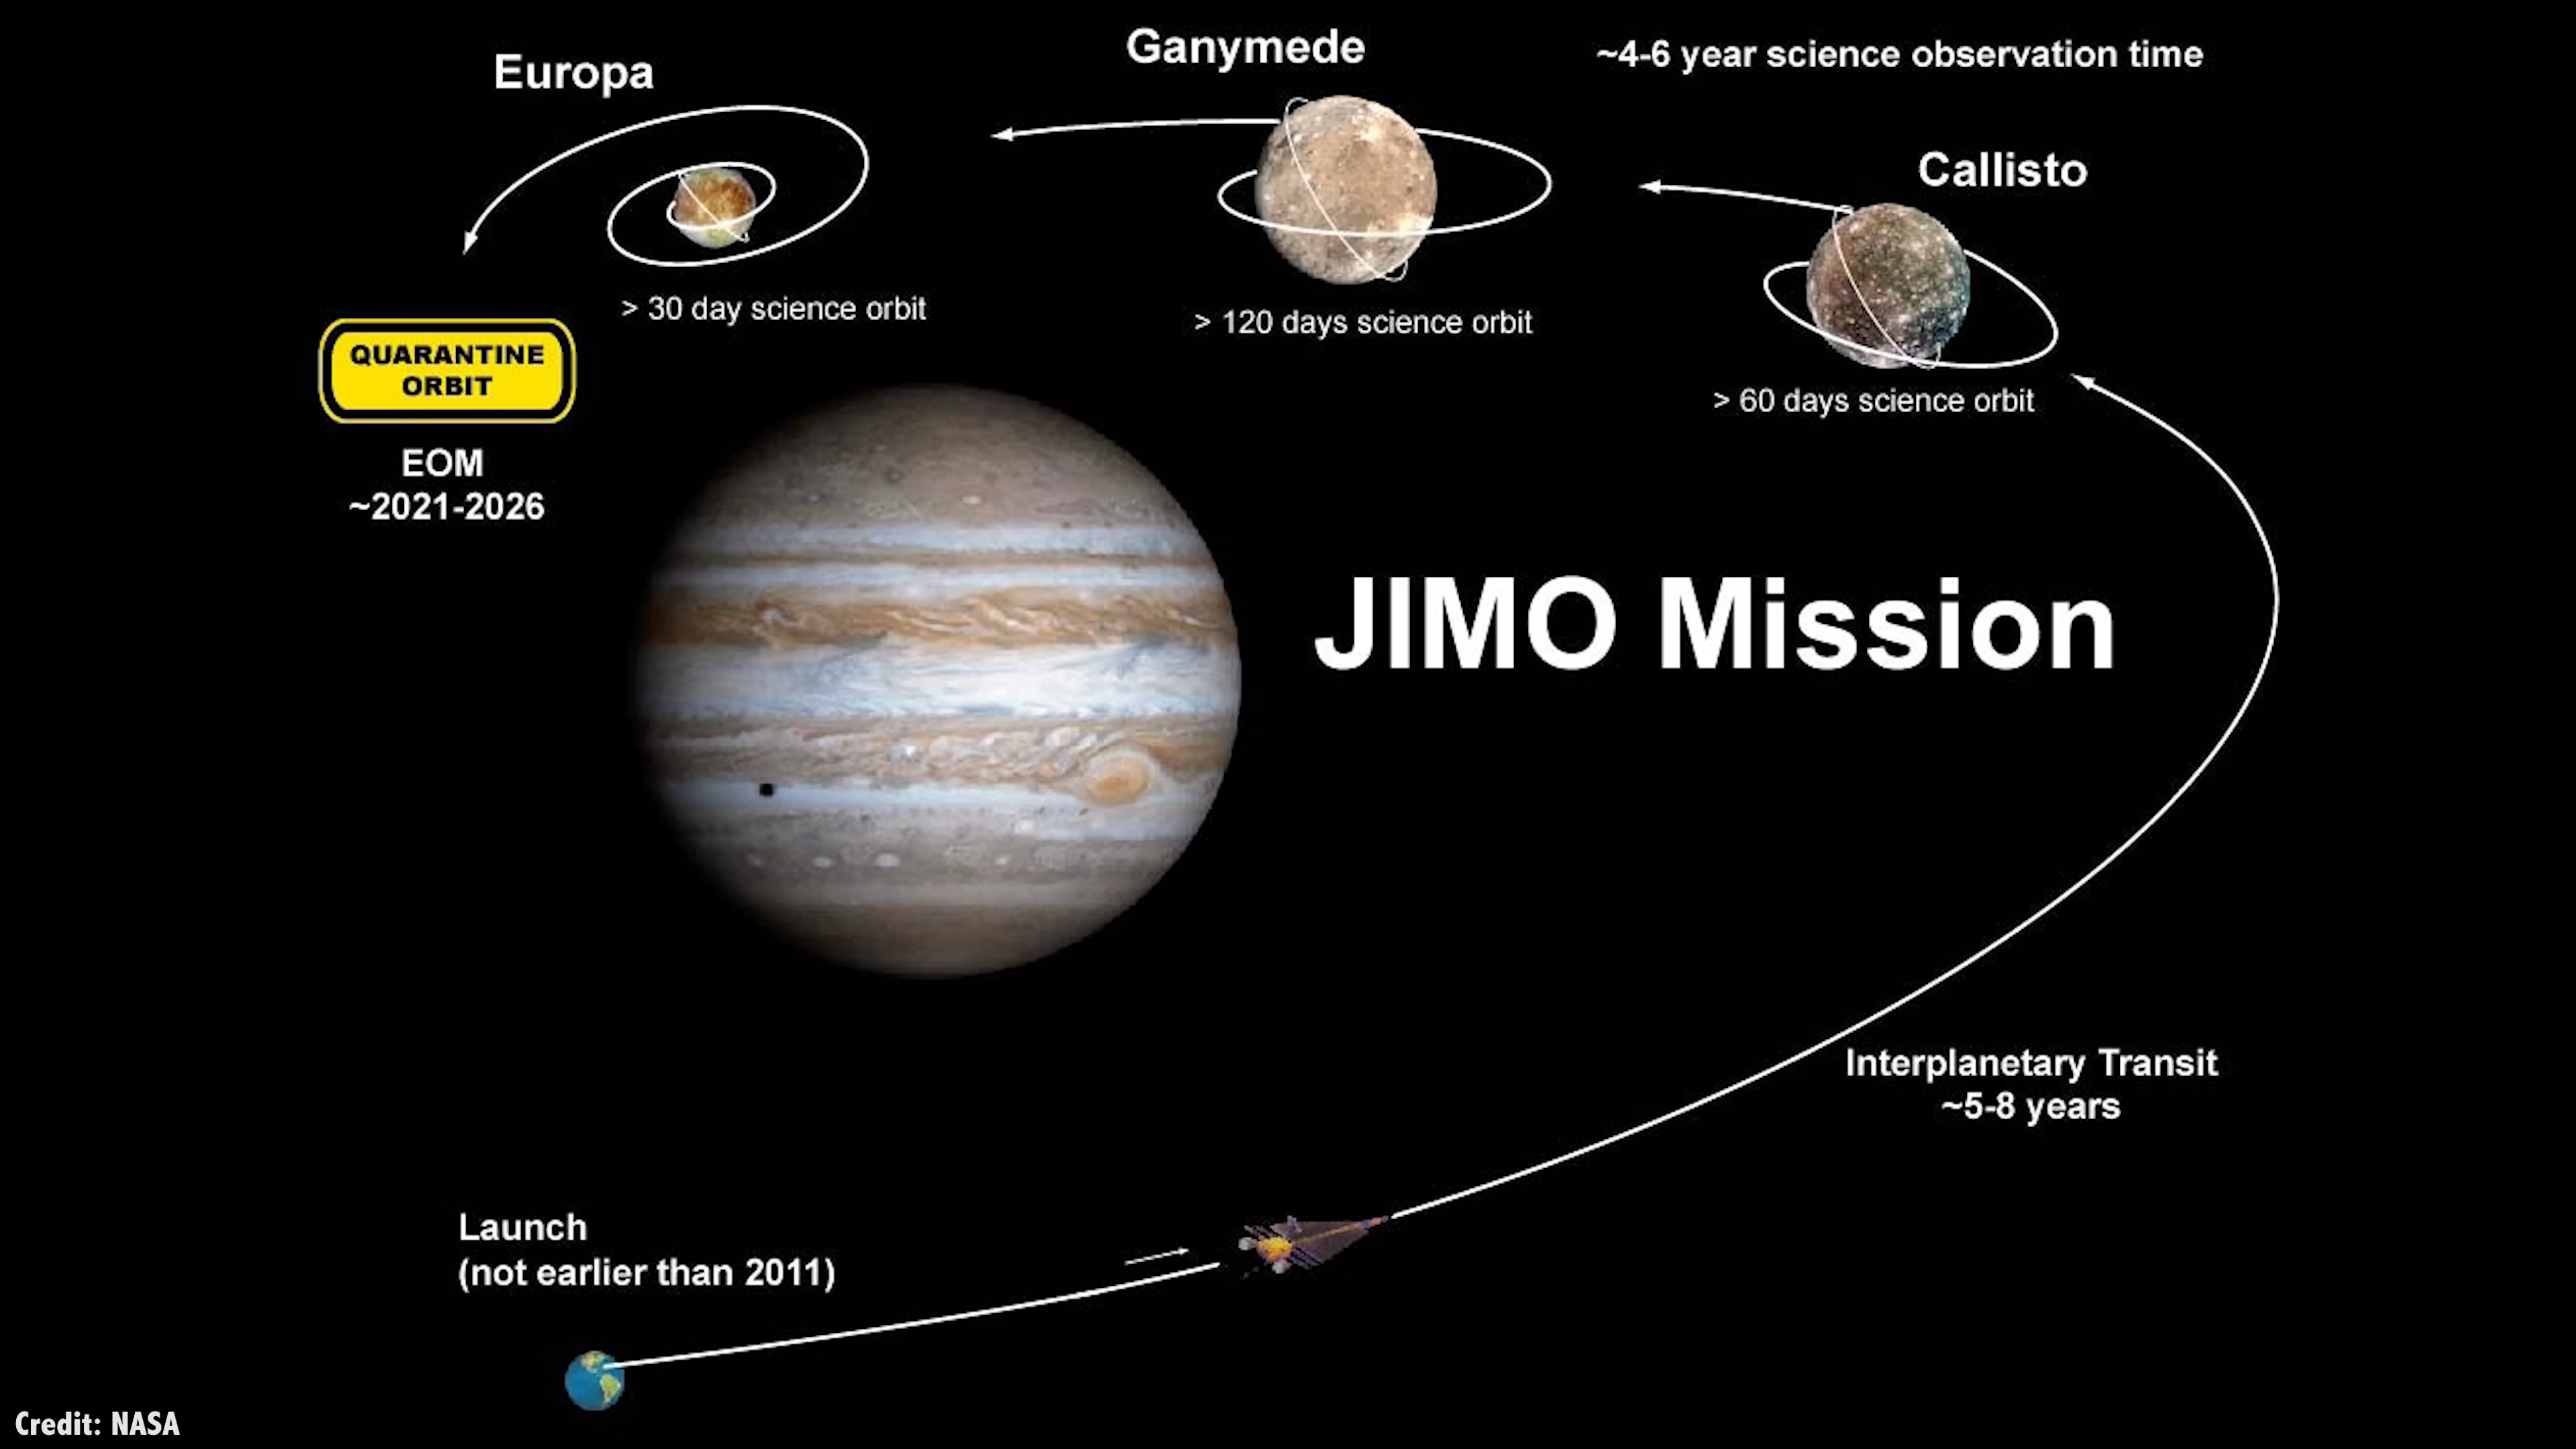 Europa
Ganymede
~4-6 year science observation time
Callisto
> 30 day science orbit
> 120 days science orbit
> 60 days science orbit
QUARANTINE
ORBIT
EOM
~2021-2026
JIMO Mission
Interplanetary Transit
~5-8 years
Launch
(not earlier than 2011)
Credit: NASA